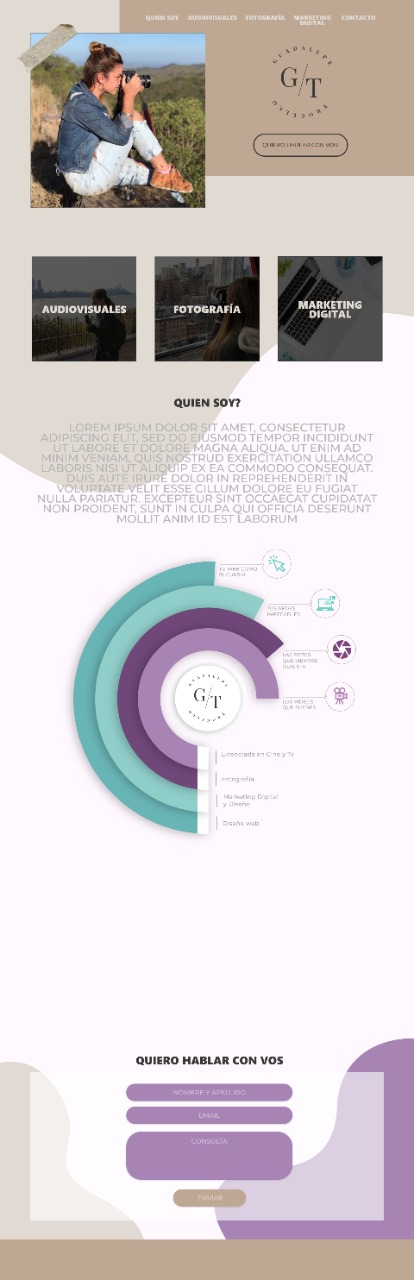 QUIEN SOY
AUDIOVISUALES
FOTOGRAFÍA
MARKETING
DIGITAL
CONTACTO
GUADALUPE
G/T
TROCELLO
QUIERO HABLAR CON VOS
AUDIOVISUALES
FOTOGRAFÍA
MARKETING
DIGITAL
QUIEN SOY?
LOREM IPSUM DOLOR SIT AMET, CONSECTETUR
ADIPISCING ELIT, SED DO EIUSMOD TEMPOR INCIDIDUNT
UT LABORE ET DOLORE MAGNA ALIQUA. UT ENIM AD
MINIM VENIAM, QUIS NOSTRUD EXERCITATION ULLAMCO
LABORIS NISI UT ALIQUIP EX EA COMMODO CONSEQUAT.
DUIS AUTE IRURE DOLOR IN REPREHENDERIT IN
VOLUPTATE VELIT ESSE CILLUM DOLORE EU FUGIAT
NULLA PARIATUR. EXCEPTEUR SINT OCCAECAT CUPIDATAT
NON PROIDENT, SUNT IN CULPA QUI OFFICIA DESERUNT
MOLLIT ANIM ID EST LABORUM
TU WEB COMO
TUS REDES
IMPECABLES
LAS FOTOS
QUE SIEMPRE
LOS VIDEOS
QUE
GUADALUPE
G/T
TROCELLO
Licenciada en Cine y Tv
Fotografía
Marketing Digital
y Diseño
Diseño web
QUIERO HABLAR CON VOS
NOMBRE Y APELLIDO
EMAIL
CONSULTA
ENVIAR